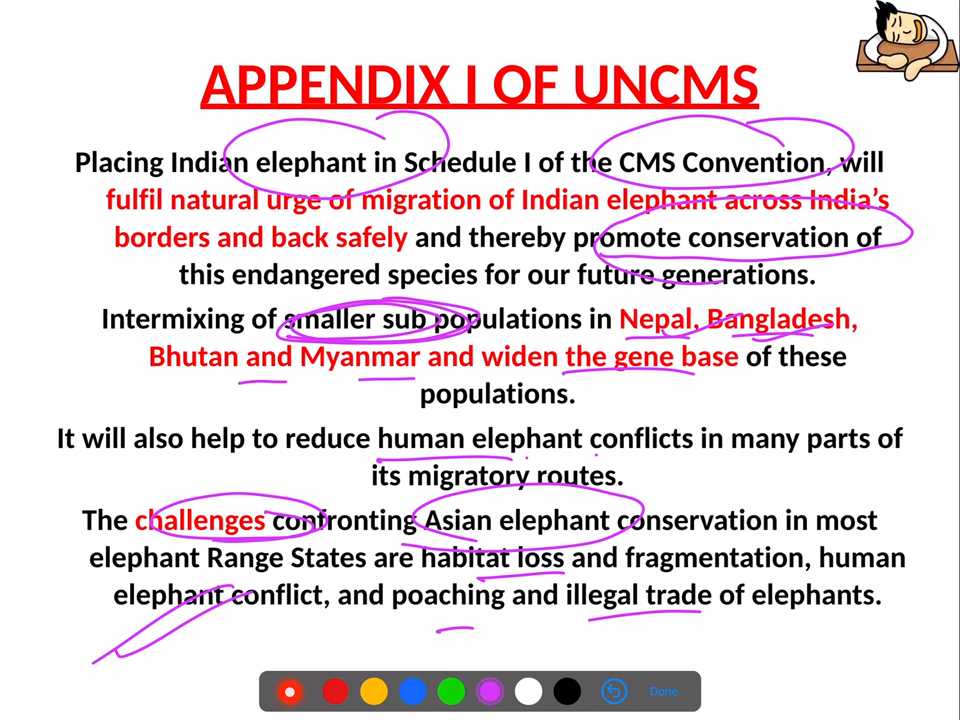 APPENDIX I OF UNCMS
Placing Indian elephant in Schedule I of the CMS Convention, will
fulfil natural urge of migration of Indian elephant across India’s
borders and back safely and thereby promote conservation of
this endangered species for our future generations.
Intermixing of smaller sub populations in Nepal, Bangladesh,
Bhutan and Myanmar and widen the gene base of these
populations.
It will also help to reduce human elephant conflicts in many parts of
its migratory routes.
The challenges confronting Asian elephant conservation in most
elephant Range States are habitat loss and fragmentation, human
elephant conflict, and poaching and illegal trade of elephants.
Done